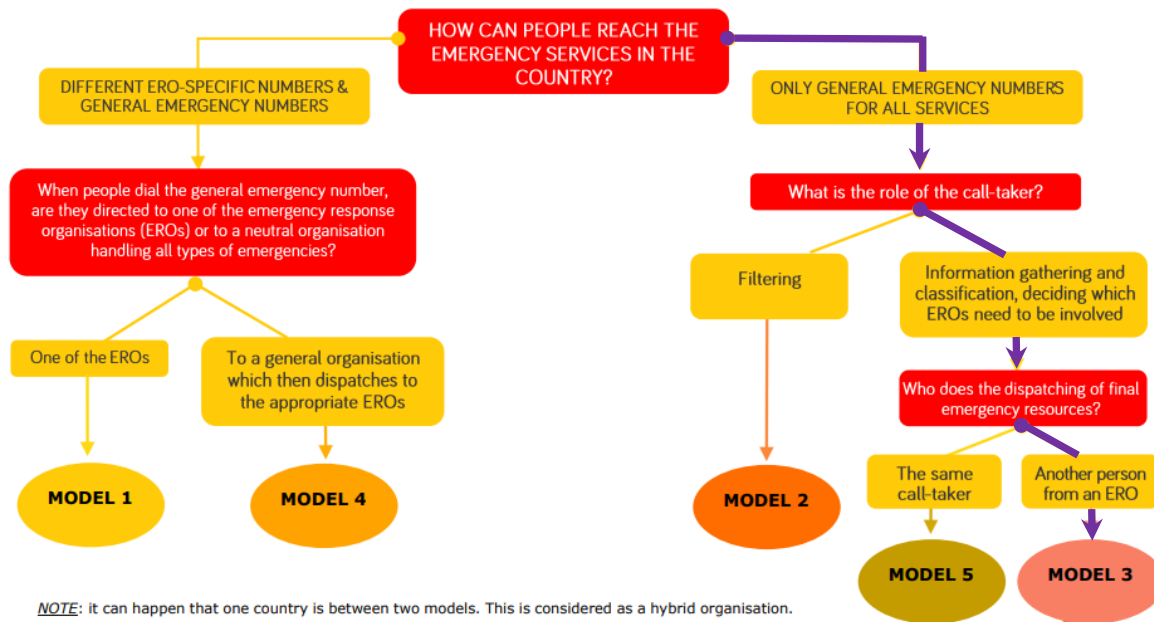 HOW CAN PEOPLE REACH THE
EMERGENCY SERVICES IN THE
COUNTRY?
DIFFERENT ERO-SPECIFIC NUMBERS &
GENERAL EMERGENCY NUMBERS
ONLY GENERAL EMERGENCY NUMBERS
FOR ALL SERVICES
When people dial the general emergency number,
are they directed to one of the emergency response
organisations (EROs) or to a neutral organisation
handling all types of emergencies?
What is the role of the call-taker?
One of the EROs
To a general organisation
which then dispatches to
the appropriate EROs
Filtering
Information gathering and
classification, deciding which
EROs need to be involved
Who does the dispatching of final
emergency resources?
The same
call-taker
Another person
from an ERO
MODEL 1
MODEL 4
MODEL 2
MODEL 5
MODEL 3
NOTE: it can happen that one country is between two models. This is considered as a hybrid organisation.